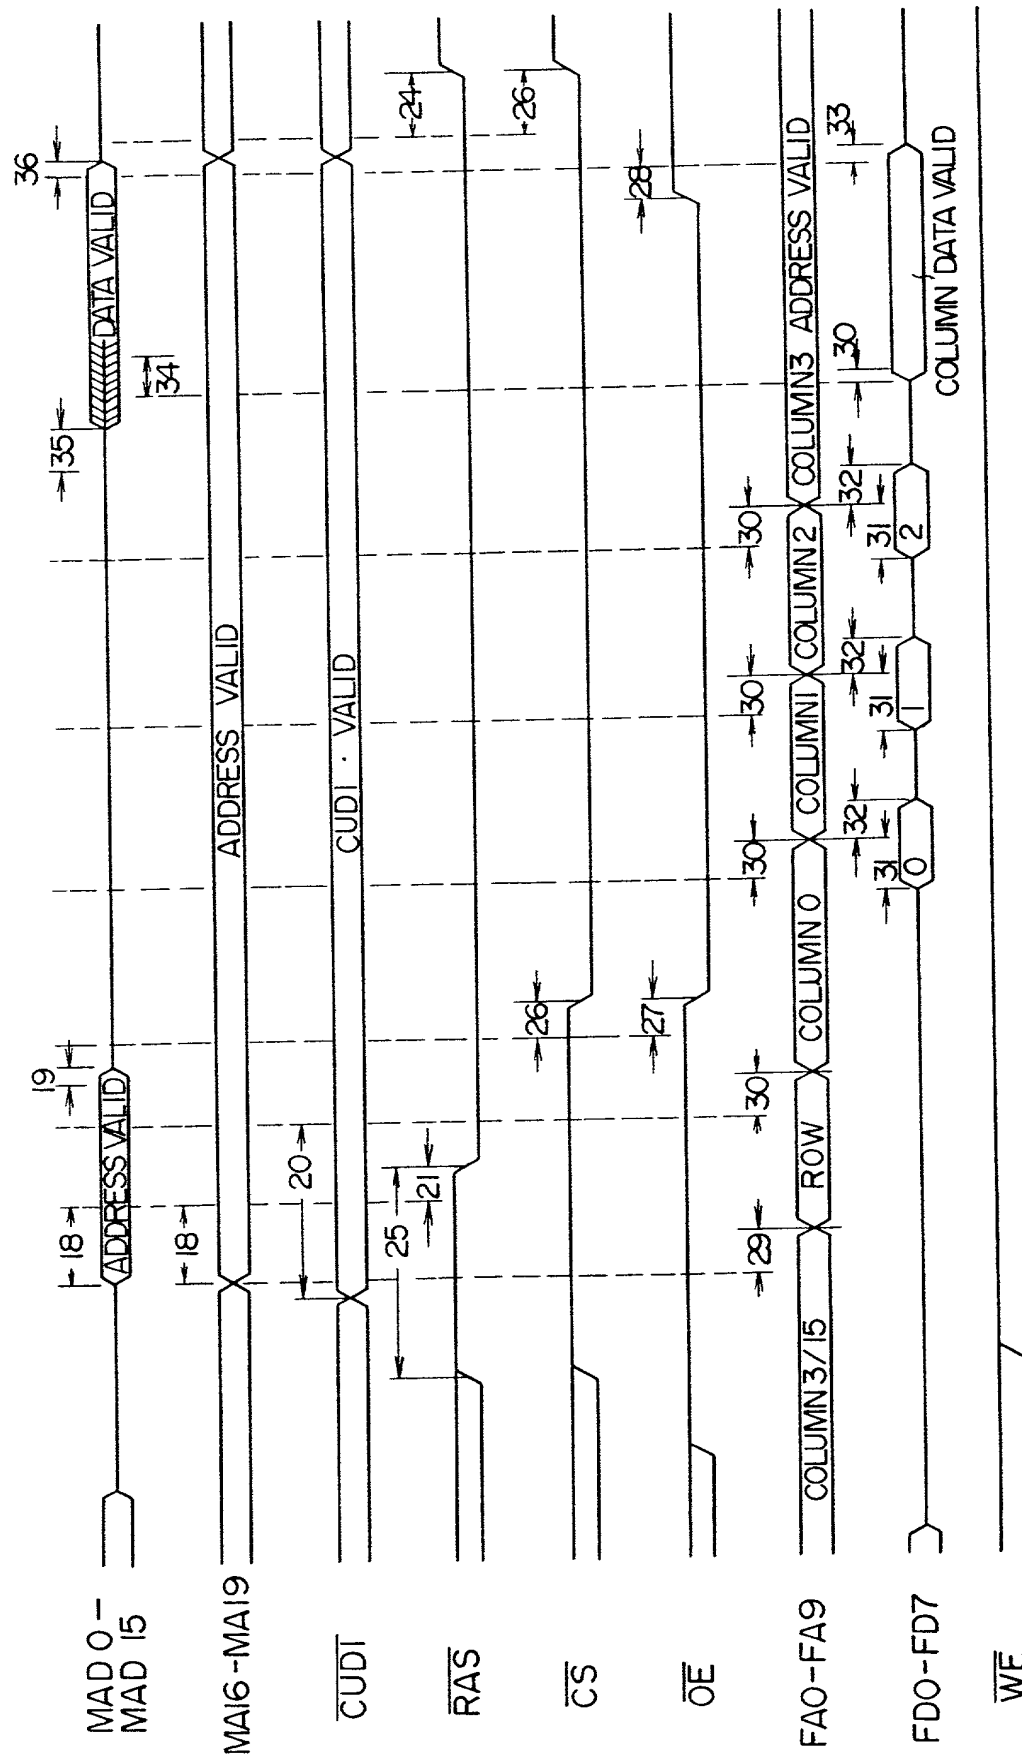 MAD 0 -
MAD 15
ADDRESS VALID
18
19
35
34
DATA VALID
36
MA16-MA19
18
ADDRESS VALID
CUDI
20
CUDI · VALID
RAS
25
21
24
CS
26
26
OE
27
28
FA0-FA9
COLUMN 3/15
29
ROW
30
COLUMN 0
30
COLUMN1
30
COLUMN 2
30
COLUMN3 ADDRESS VALID
FD0-FD7
31
0
32
31
1
32
31
2
32
30
33
COLUMN DATA VALID
WE